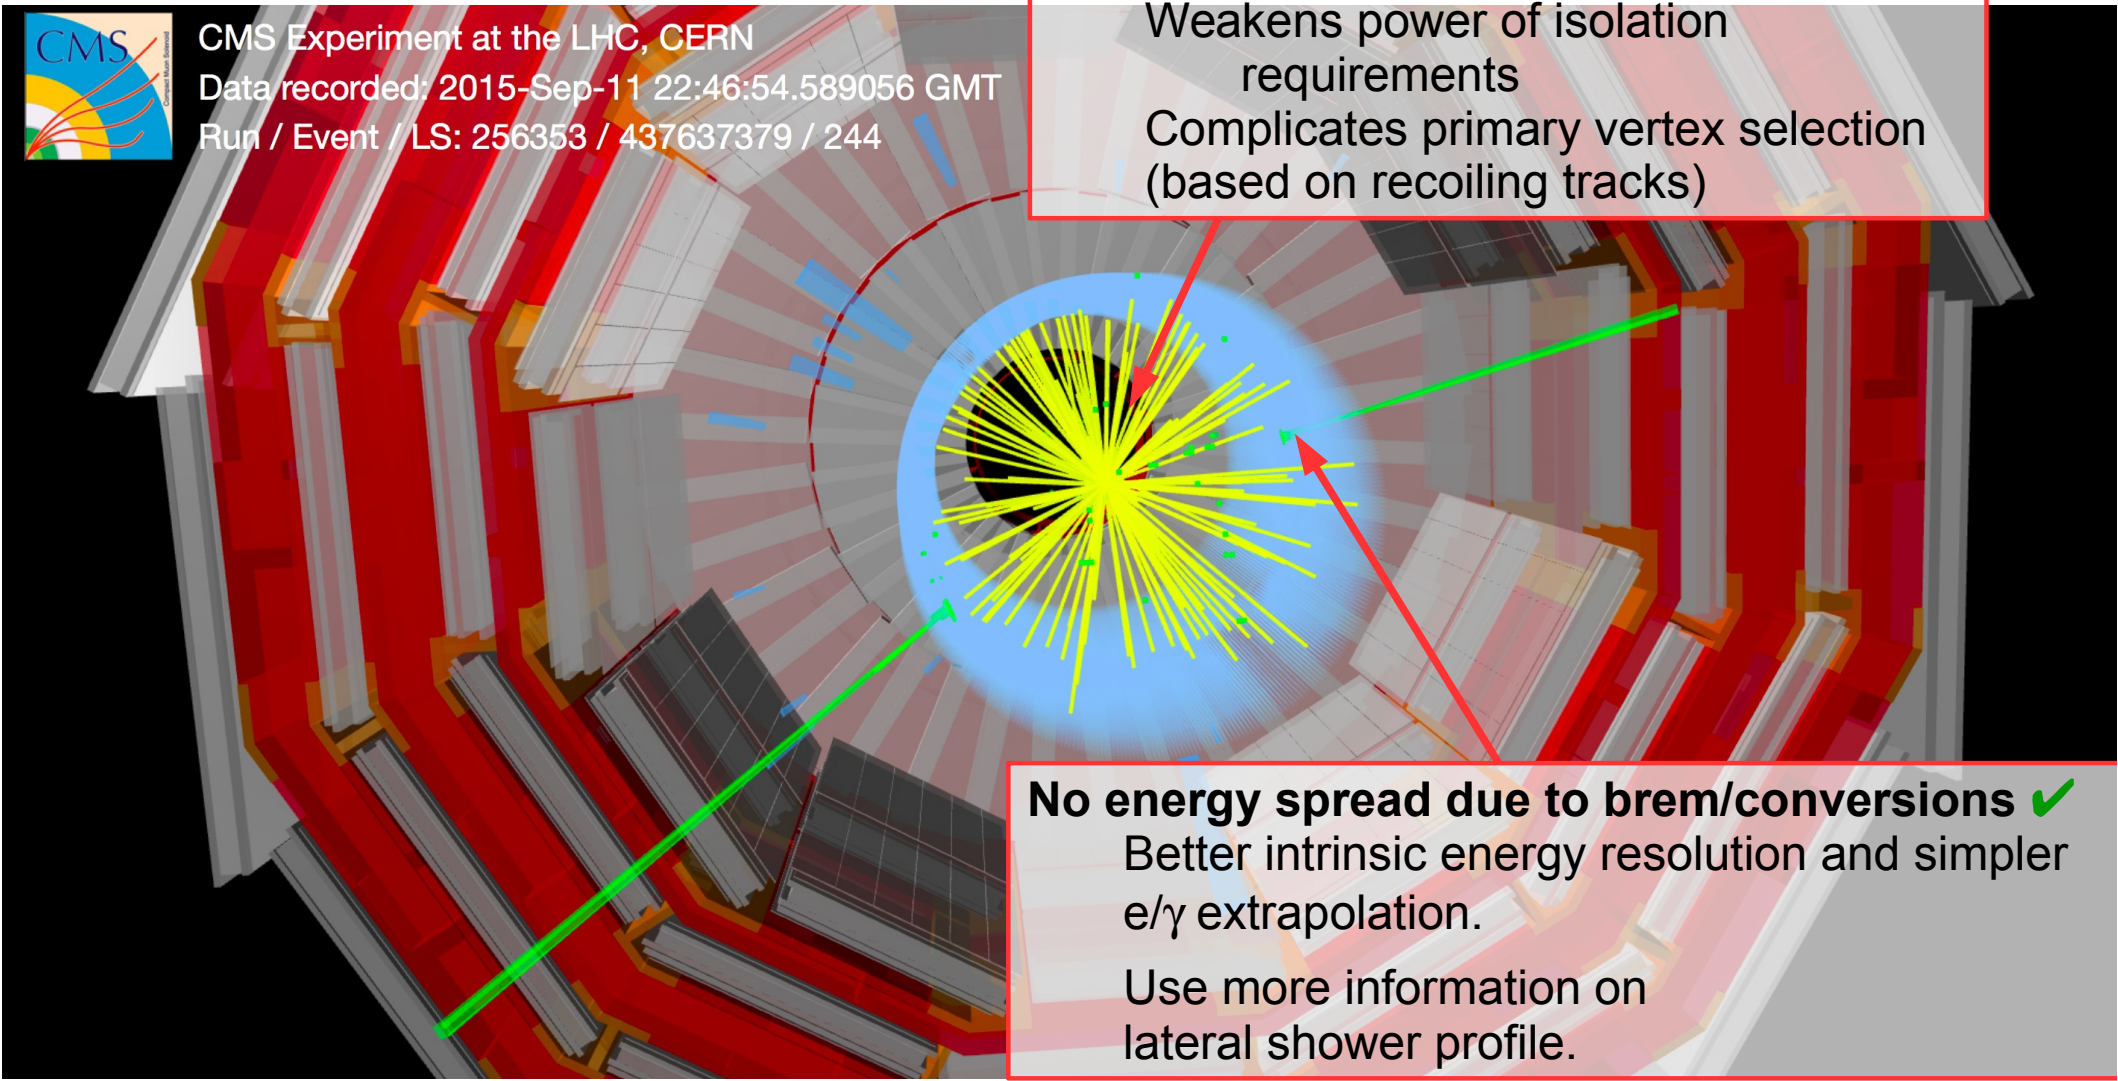 CMS
Compact Muon Solenoid
CMS Experiment at the LHC, CERN
Data recorded: 2015-Sep-11 22:46:54.589056 GMT
Run / Event / LS: 256353 / 437637379 / 244
Weakens power of isolation
requirements
Complicates primary vertex selection
(based on recoiling tracks)
No energy spread due to brem/conversions ✔
Better intrinsic energy resolution and simpler
e/γ extrapolation.
Use more information on
lateral shower profile.